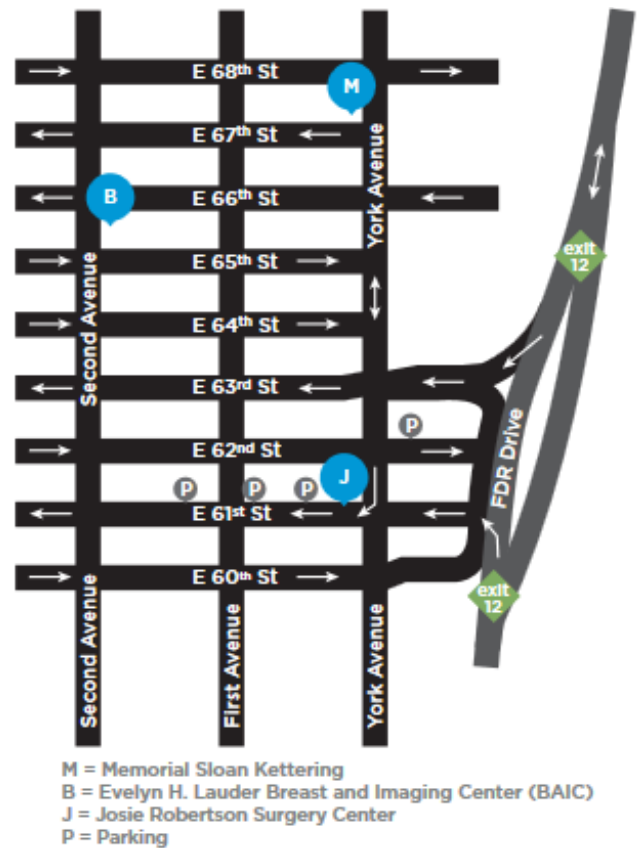 E 68th St
M
E 67th St
York Avenue
B
E 66th St
exit
12
E 65th St
Second Avenue
E 64th St
E 63rd St
P
E 62nd St
FDR Drive
J
P
P
P
E 61st St
E 60th St
exit
12
Second Avenue
First Avenue
York Avenue
M = Memorial Sloan Kettering
B = Evelyn H. Lauder Breast and Imaging Center (BAIC)
J = Josie Robertson Surgery Center
P = Parking